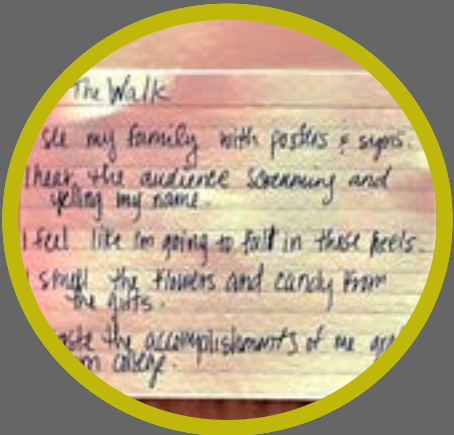 The Walk
see my family with posters & signs.
I hear the audience screaming and
yelling my name.
I feel like im going to fall in these heels.
I smell the flowers and candy from
the gifts.
the accomplishments of me
college.